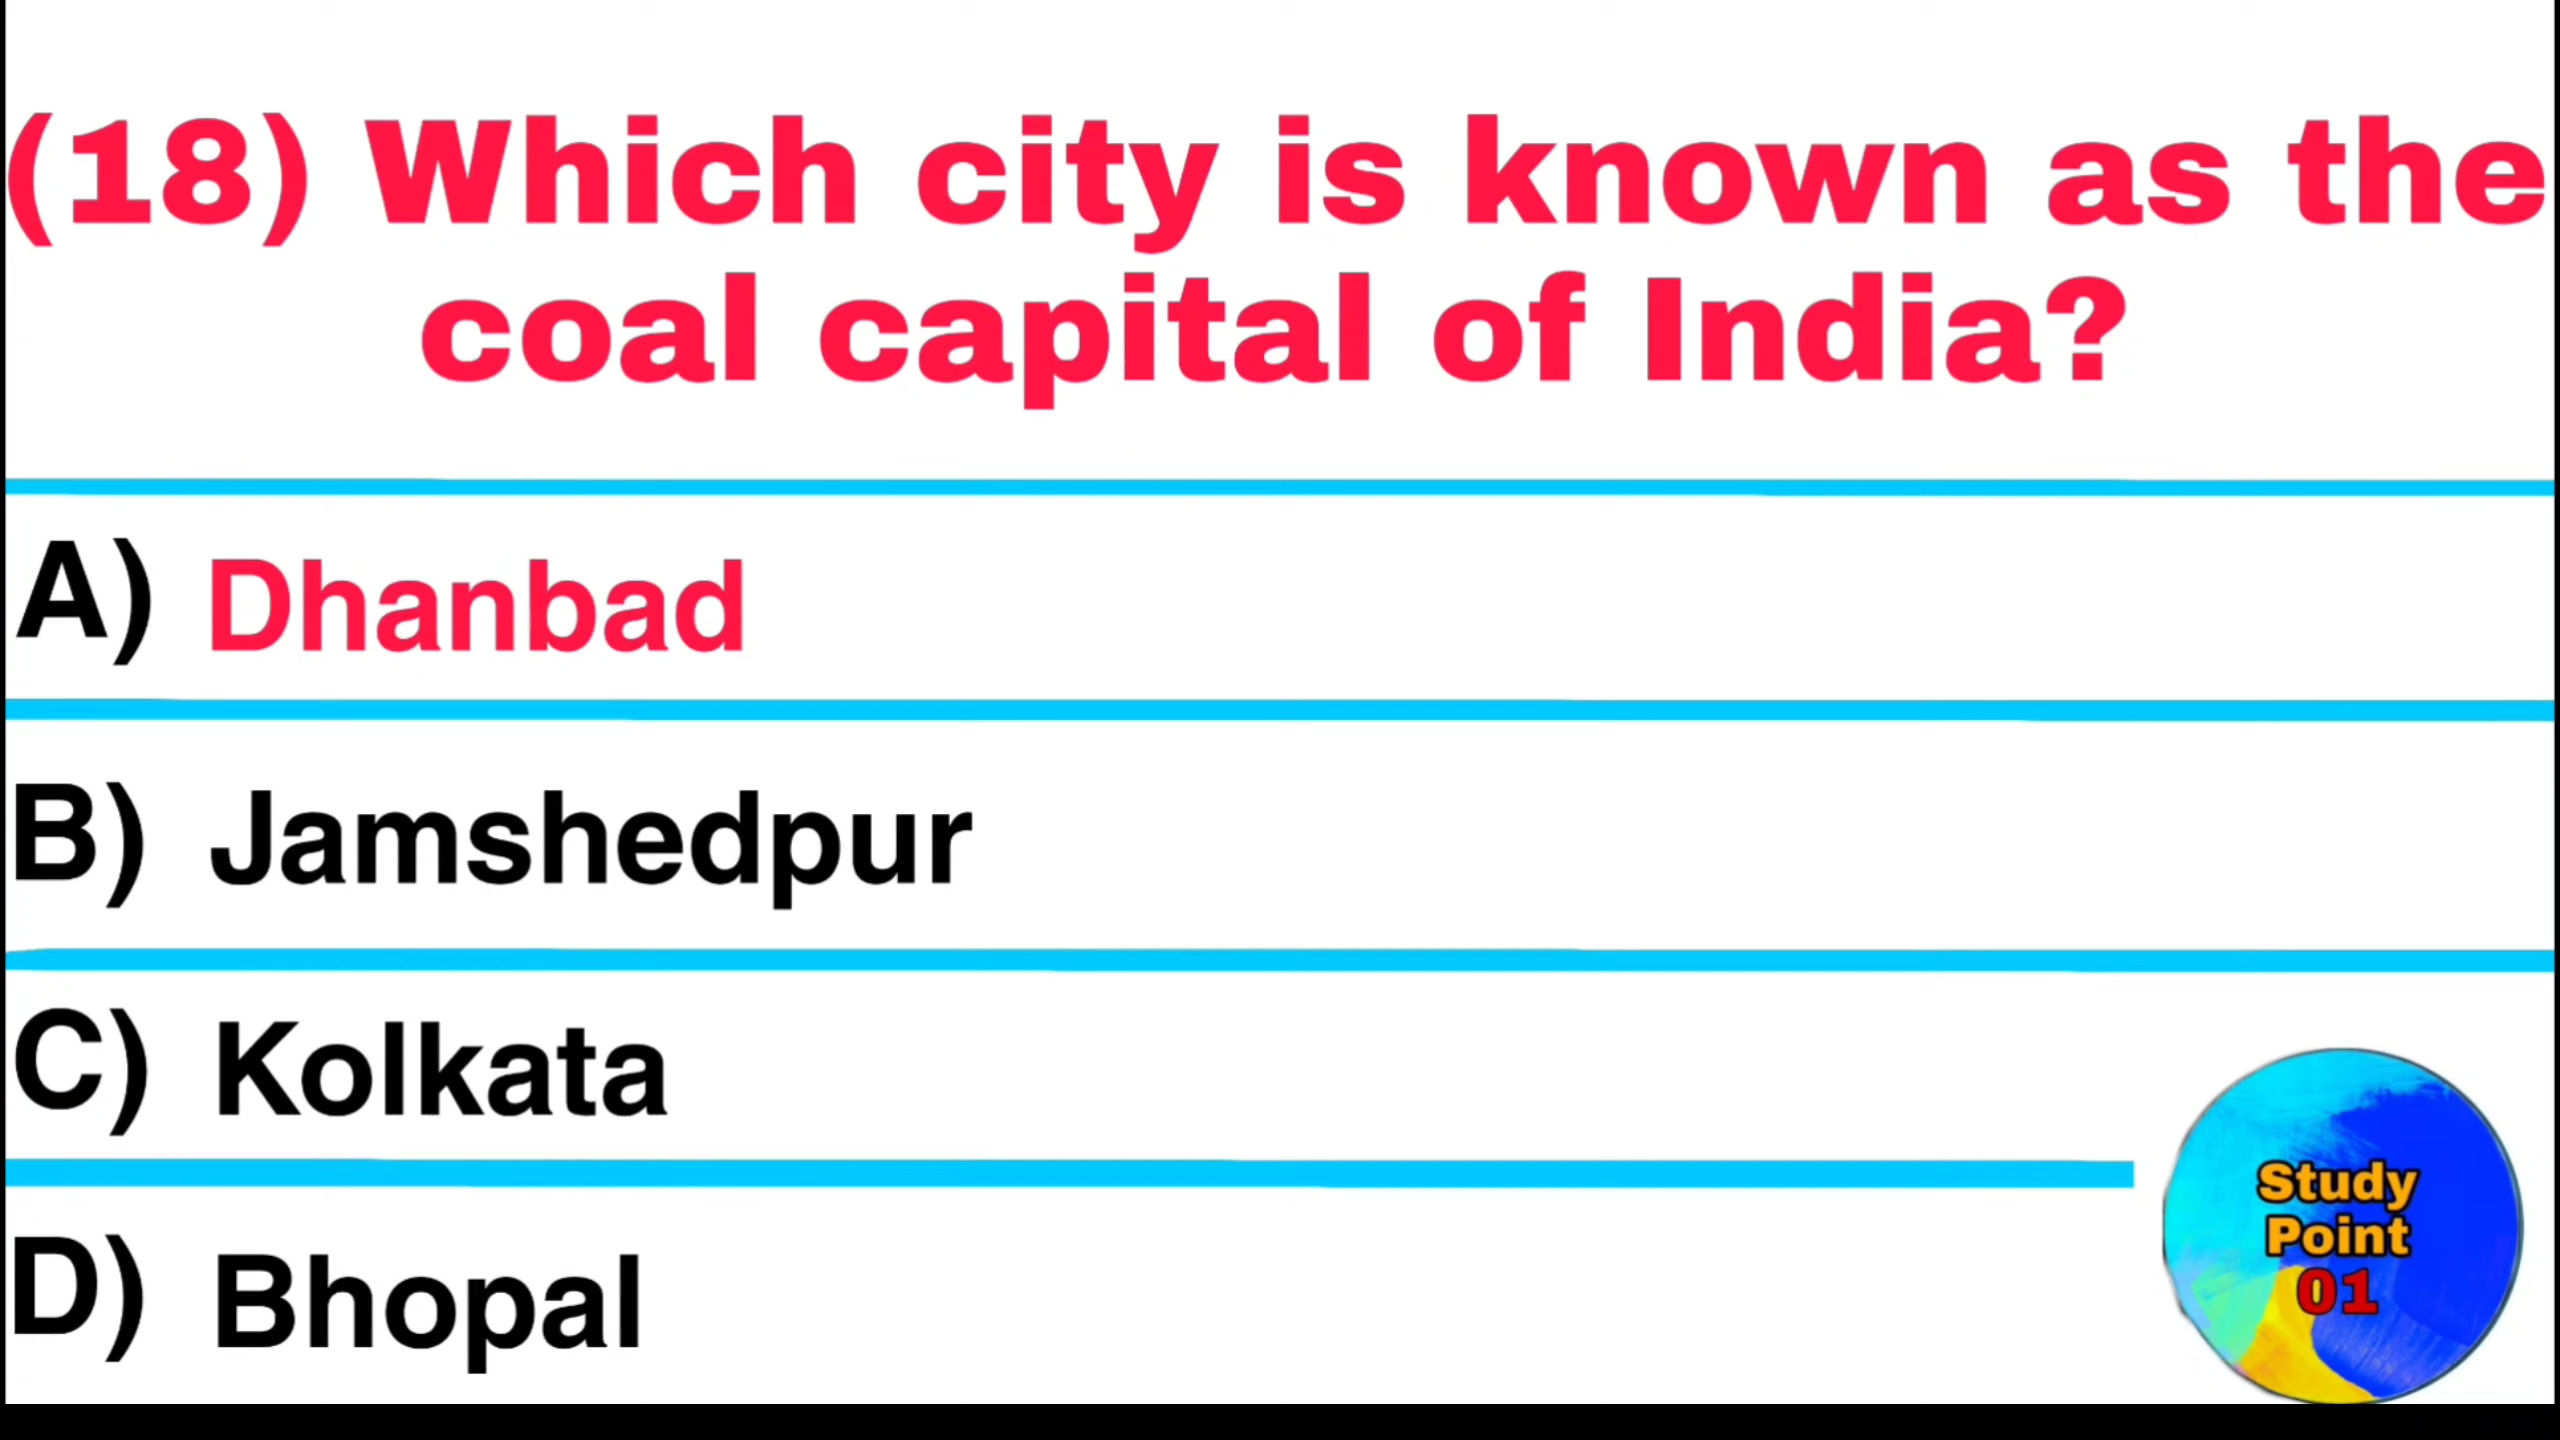 (18) Which city is known as the
coal capital of India?
A) Dhanbad
B) Jamshedpur
C) Kolkata
D) Bhopal
Study
Point
01